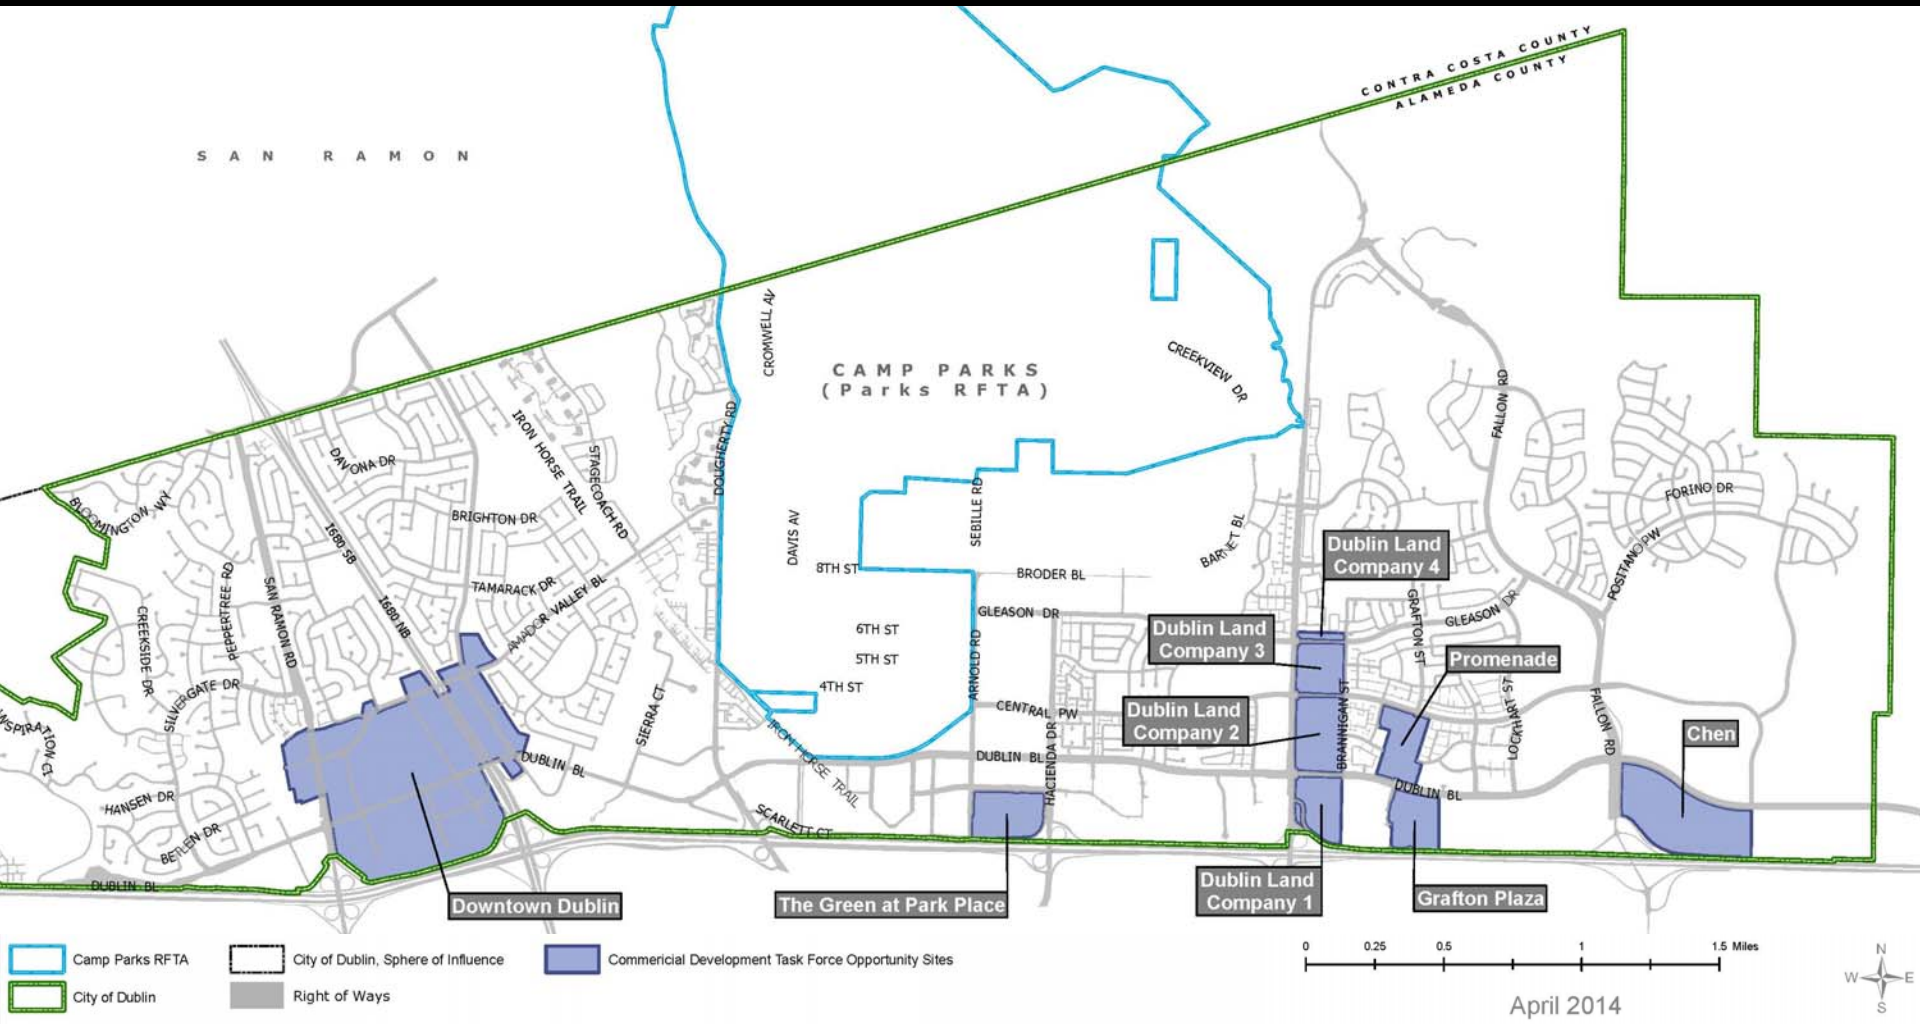 CONTRA COSTA COUNTY
ALAMEDA COUNTY
SAN RAMON
CROMWELL AV
CAMP PARKS
(Parks RFTA)
CREEKVIEW DR
FALLON RD
DOUGHERTY RD
IRON HORSE TRAIL
STAGECOACH RD
DAVONA DR
BLOOMINGTON WY
BRIGHTON DR
I680 SB
DAVIS AV
SEBILLE RD
BARNET BL
FORINO DR
POSITANO PW
Dublin Land
Company 4
8TH ST
BRODER BL
TAMARACK DR
AMADOR VALLEY BL
I680 NB
SAN RAMON RD
PEPPERTREE RD
CREEKSIDE DR
GLEASON DR
GRAFTON ST
GLEASON DR
6TH ST
5TH ST
4TH ST
ARNOLD RD
Dublin Land
Company 3
Promenade
SILVERGATE DR
SIERRA CT
CENTRAL PW
HACIENDA DR
Dublin Land
Company 2
BRANNIGAN ST
LOCKHART ST
FALLON RD
Chen
NSPIRATION CI
DUBLIN BL
IRON HORSE TRAIL
DUBLIN BL
DUBLIN BL
HANSEN DR
BETLEN DR
SCARLETT CT
DUBLIN BL
Downtown Dublin
The Green at Park Place
Dublin Land
Company 1
Grafton Plaza
Camp Parks RFTA
City of Dublin, Sphere of Influence
Commericial Development Task Force Opportunity Sites
City of Dublin
Right of Ways
0 0.25 0.5 1 1.5 Miles
N
W E
S
April 2014